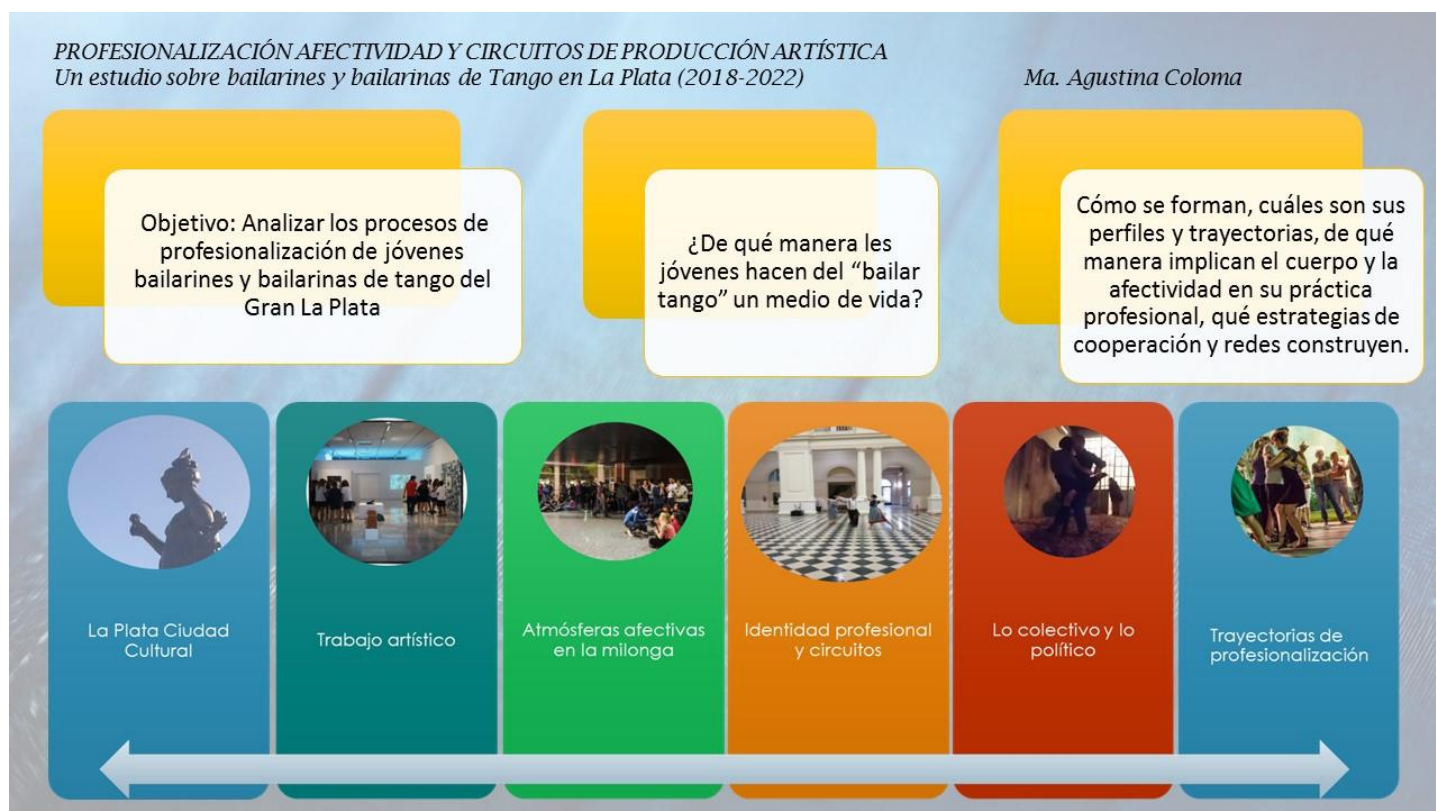 PROFESIONALIZACIÓN AFECTIVIDAD Y CIRCUITOS DE PRODUCCIÓN ARTÍSTICA
Un estudio sobre bailarines y bailarinas de Tango en La Plata (2018-2022)
Ma. Agustina Coloma
Objetivo: Analizar los procesos de
profesionalización de jóvenes
bailarines y bailarinas de tango del
Gran La Plata
¿De qué manera les
jóvenes hacen del “bailar
tango” un medio de vida?
Cómo se forman, cuáles son sus
perfiles y trayectorias, de qué
manera implican el cuerpo y la
afectividad en su práctica
profesional, qué estrategias de
cooperación y redes construyen.
La Plata Ciudad
Cultural
Trabajo artístico
Atmósferas afectivas
en la milonga
Identidad profesional
y circuitos
Lo colectivo y lo
político
Trayectorias de
profesionalización